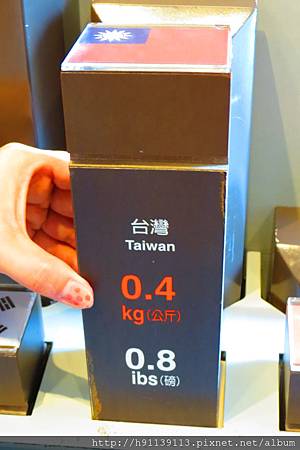 台灣
Taiwan
0.4
kg(公斤)
0.8
ibs(磅)
http://h91139113.pixnet.net/album